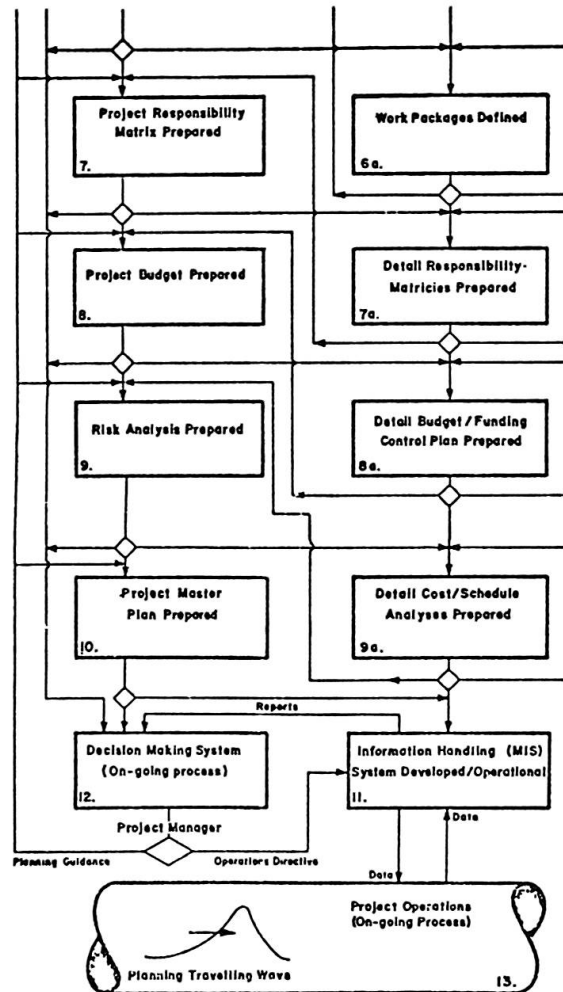 Project Responsibility
Matrix Prepared
7.
Work Packages Defined
6a.
Project Budget Prepared
8.
Detail Responsibility-
Matricies Prepared
7a.
Risk Analysis Prepared
9.
Detail Budget/Funding
Control Plan Prepared
8a.
Project Master
Plan Prepared
10.
Detail Cost/Schedule
Analyses Prepared
9a.
Reports
Decision Making System
(On-going process)
12.
Information Handling (MIS)
System Developed/Operational
11.
Project Manager
Data
Planning Guidance
Operations Directive
Data
Project Operations
(On-going Process)
Planning Travelling Wave
13.